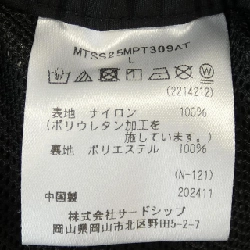 MTSS25MPT309AT
L
(2214212)
表地 ナイロン 100%
(ポリウレタン加工を
施しています。)
裏地 ポリエステル 100%
(N-121)
中国製 202411
株式会社サードシップ
岡山県岡山市北区野田5-2-7